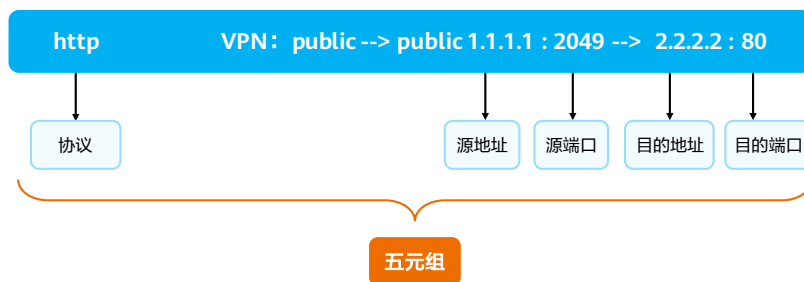 http VPN：public --> public 1.1.1.1 : 2049 --> 2.2.2.2 : 80
协议 源地址 源端口 目的地址 目的端口
五元组